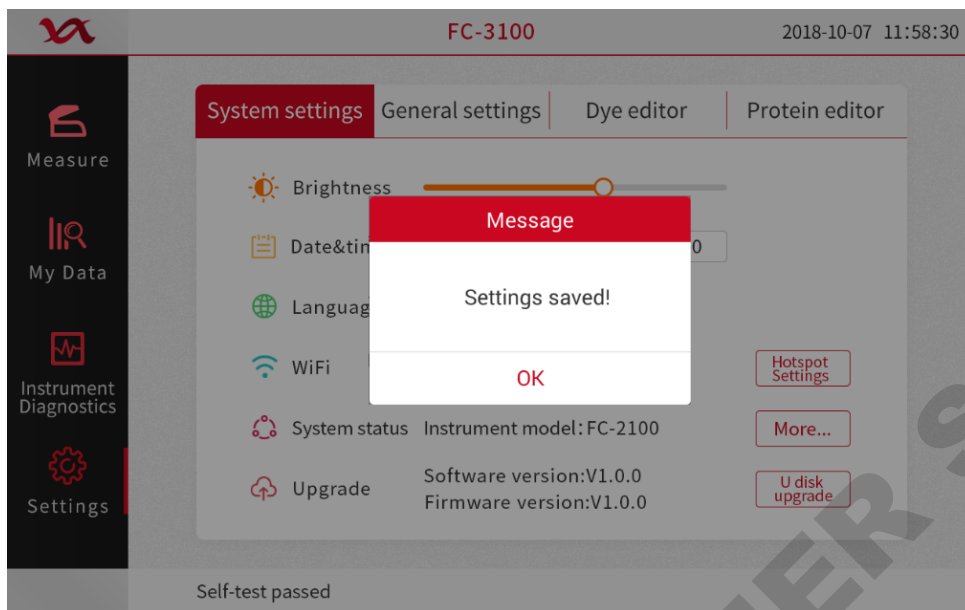 FC-3100
2018-10-07 11:58:30
Measure
My Data
Instrument
Diagnostics
Settings
System settings
General settings
Dye editor
Protein editor
Brightness
Message
Settings saved!
OK
WiFi
Hotspot
Settings
System status
Instrument model:FC-2100
More...
Upgrade
Software version:V1.0.0
Firmware version:V1.0.0
U disk
upgrade
Self-test passed